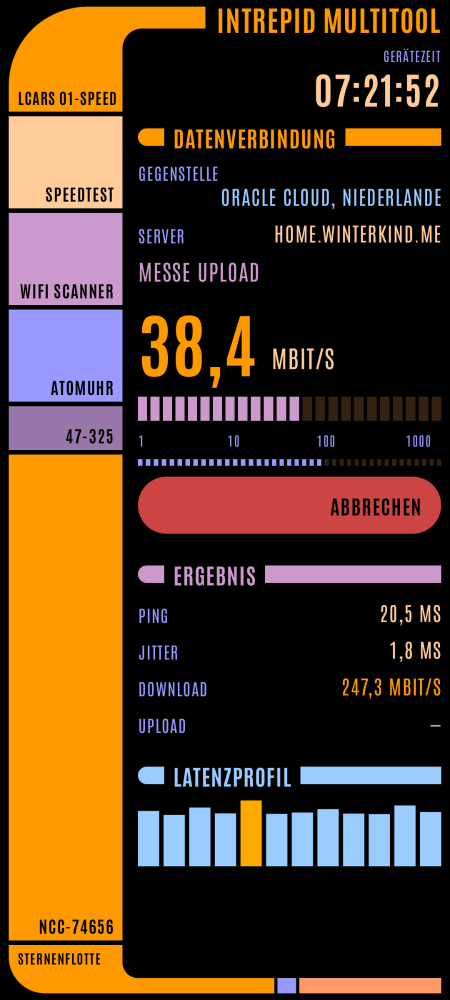 INTREPID MULTITOOL
GERÄTEZEIT
07:21:52
LCARS 01-SPEED
DATENVERBINDUNG
GEGENSTELLE
ORACLE CLOUD, NIEDERLANDE
SPEEDTEST
SERVER HOME.WINTERKIND.ME
MESSE UPLOAD
WIFI SCANNER
38,4 MBIT/S
ATOMUHR
47-325
1 10 100 1000
ABBRECHEN
ERGEBNIS
PING 20,5 MS
JITTER 1,8 MS
DOWNLOAD 247,3 MBIT/S
UPLOAD –
LATENZPROFIL
NCC-74656
STERNENFLOTTE